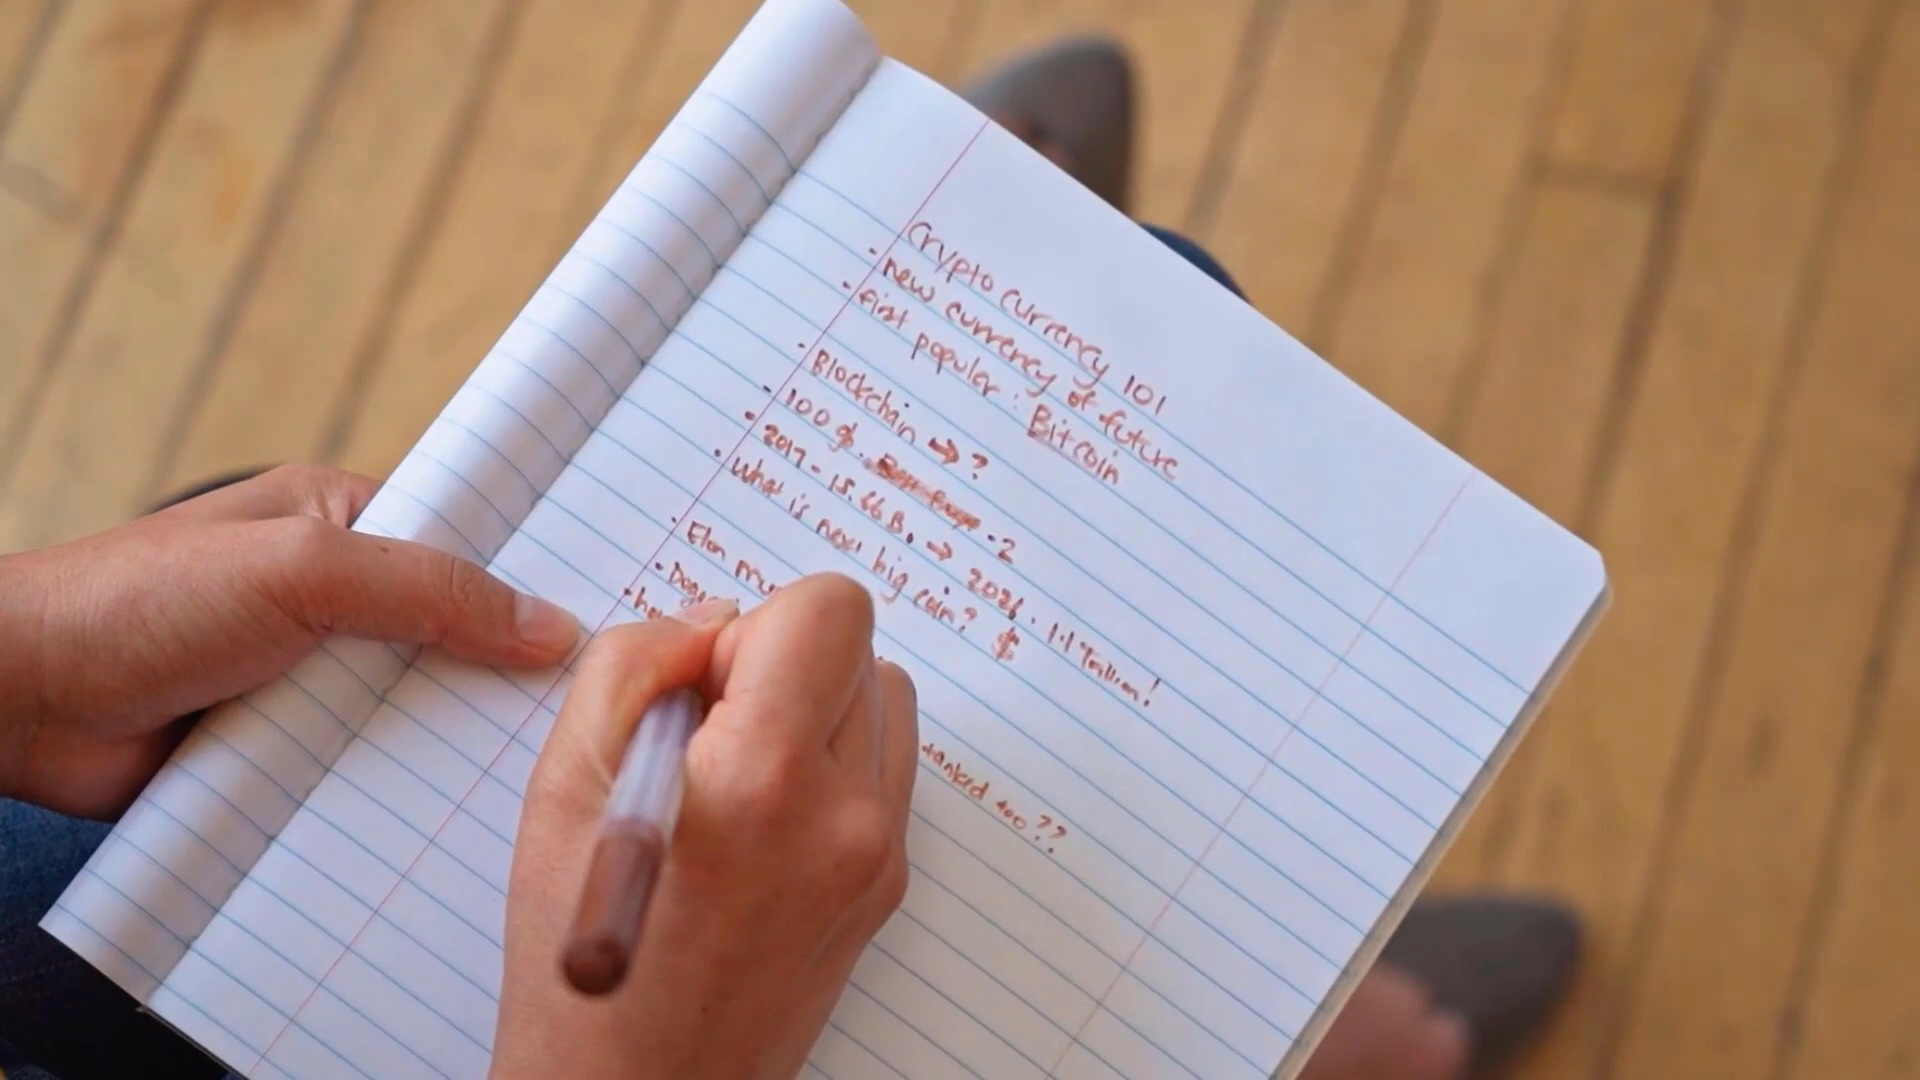 Crypto currency 101
- new currency of future
- first popular : Bitcoin
- Blockchain → ?
- 100 $. - 2
- 2017 - 15.66 B. → 2021. 1.1 Trillion!
- What is next big coin? $
- Elon
- Doge
tanked too ??